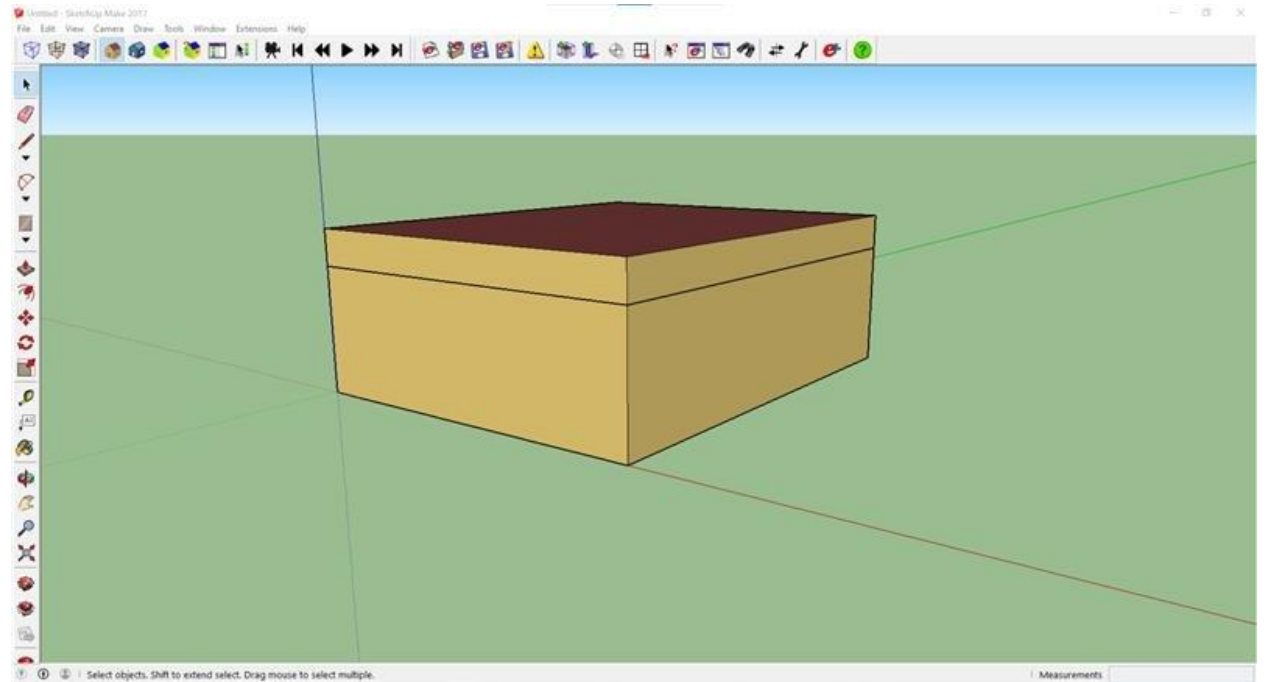 Untitled - SketchUp Make 2017
File Edit View Camera Draw Tools Window Extensions Help
Select objects. Shift to extend select. Drag mouse to select multiple.
Measurements